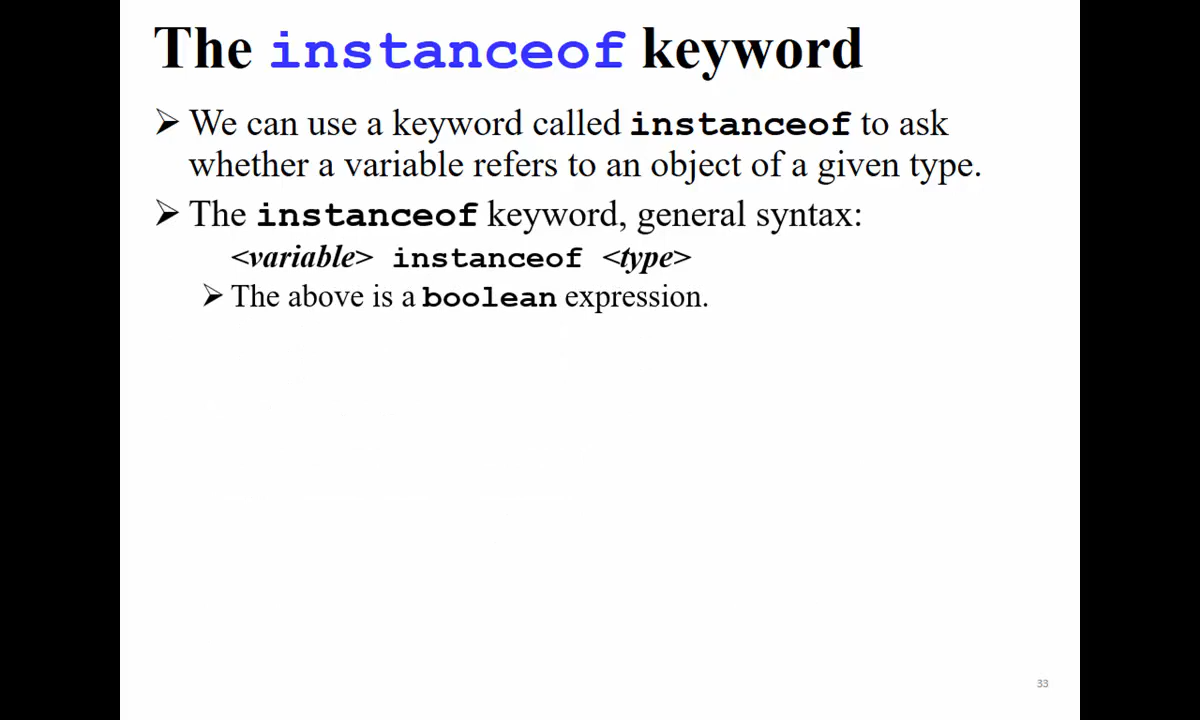 The instanceof keyword
➢ We can use a keyword called instanceof to ask
whether a variable refers to an object of a given type.
➢ The instanceof keyword, general syntax:
<variable> instanceof <type>
➢ The above is a boolean expression.
33